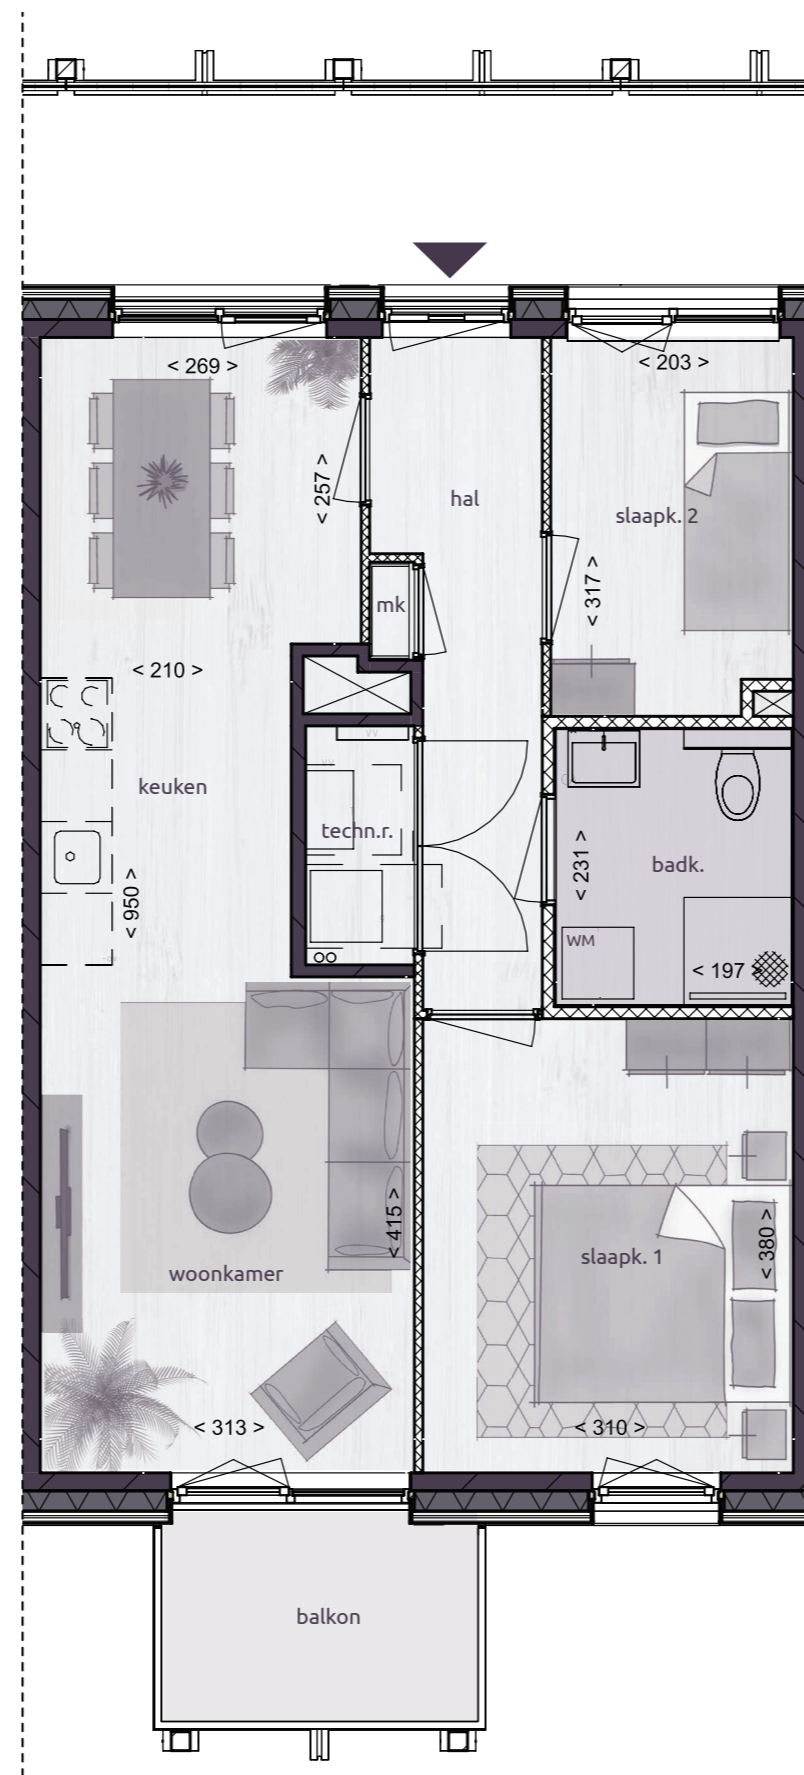 < 269 >
< 203 >
< 257 >
hal
slaapk. 2
< 317 >
mk
< 210 >
keuken
techn.r.
< 231 >
badk.
< 950 >
WM
< 197 >
< 415 >
woonkamer
slaapk. 1
< 380 >
< 313 >
< 310 >
balkon